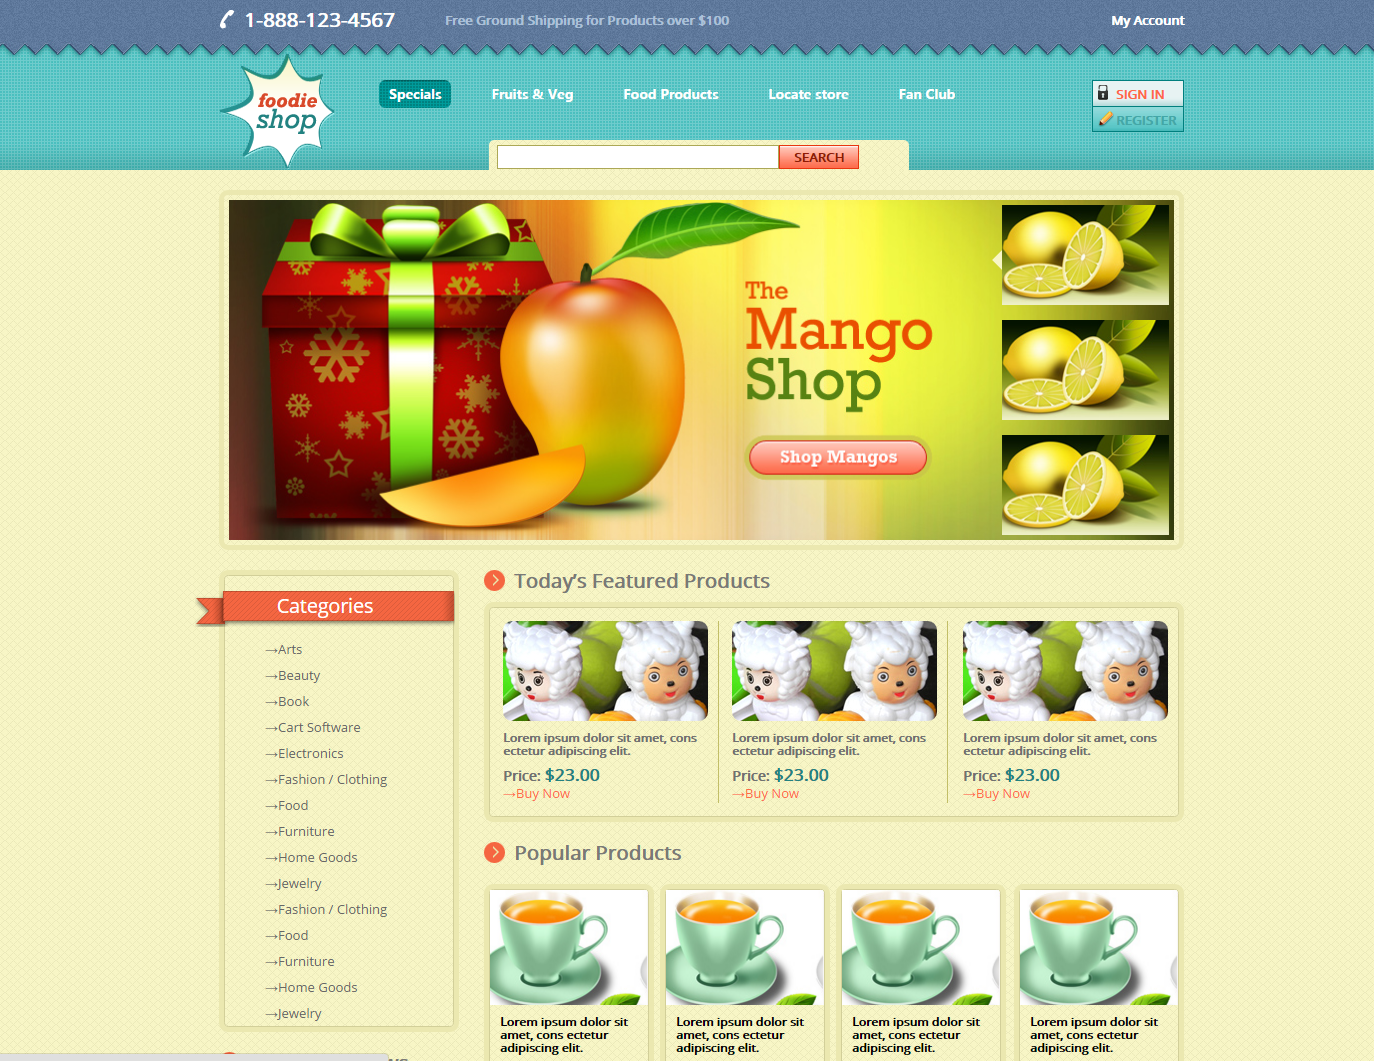 1-888-123-4567
Free Ground Shipping for Products over $100
My Account
foodie
shop
Specials
Fruits & Veg
Food Products
Locate store
Fan Club
SIGN IN
REGISTER
SEARCH
The
Mango
Shop
Shop Mangos
Categories
→Arts
→Beauty
→Book
→Cart Software
→Electronics
→Fashion / Clothing
→Food
→Furniture
→Home Goods
→Jewelry
→Fashion / Clothing
→Food
→Furniture
→Home Goods
→Jewelry
Today’s Featured Products
Lorem ipsum dolor sit amet, cons
ectetur adipiscing elit.
Price: $23.00
→Buy Now
Lorem ipsum dolor sit amet, cons
ectetur adipiscing elit.
Price: $23.00
→Buy Now
Lorem ipsum dolor sit amet, cons
ectetur adipiscing elit.
Price: $23.00
→Buy Now
Popular Products
Lorem ipsum dolor sit
amet, cons ectetur
adipiscing elit.
Lorem ipsum dolor sit
amet, cons ectetur
adipiscing elit.
Lorem ipsum dolor sit
amet, cons ectetur
adipiscing elit.
Lorem ipsum dolor sit
amet, cons ectetur
adipiscing elit.